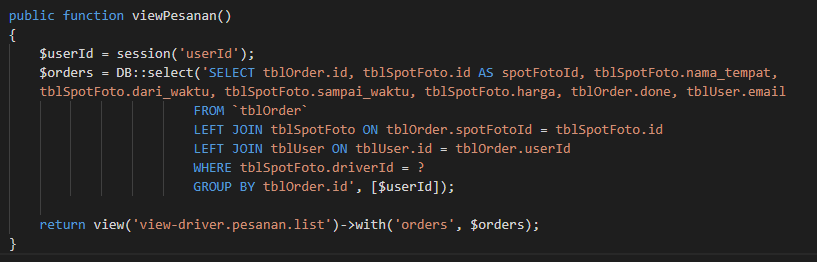 public function viewPesanan()
{
    $userId = session('userId');
    $orders = DB::select('SELECT tblOrder.id, tblSpotFoto.id AS spotFotoId, tblSpotFoto.nama_tempat,
    tblSpotFoto.dari_waktu, tblSpotFoto.sampai_waktu, tblSpotFoto.harga, tblOrder.done, tblUser.email
                        FROM `tblOrder`
                        LEFT JOIN tblSpotFoto ON tblOrder.spotFotoId = tblSpotFoto.id
                        LEFT JOIN tblUser ON tblUser.id = tblOrder.userId
                        WHERE tblSpotFoto.driverId = ?
                        GROUP BY tblOrder.id', [$userId]);
    return view('view-driver.pesanan.list')->with('orders', $orders);
}